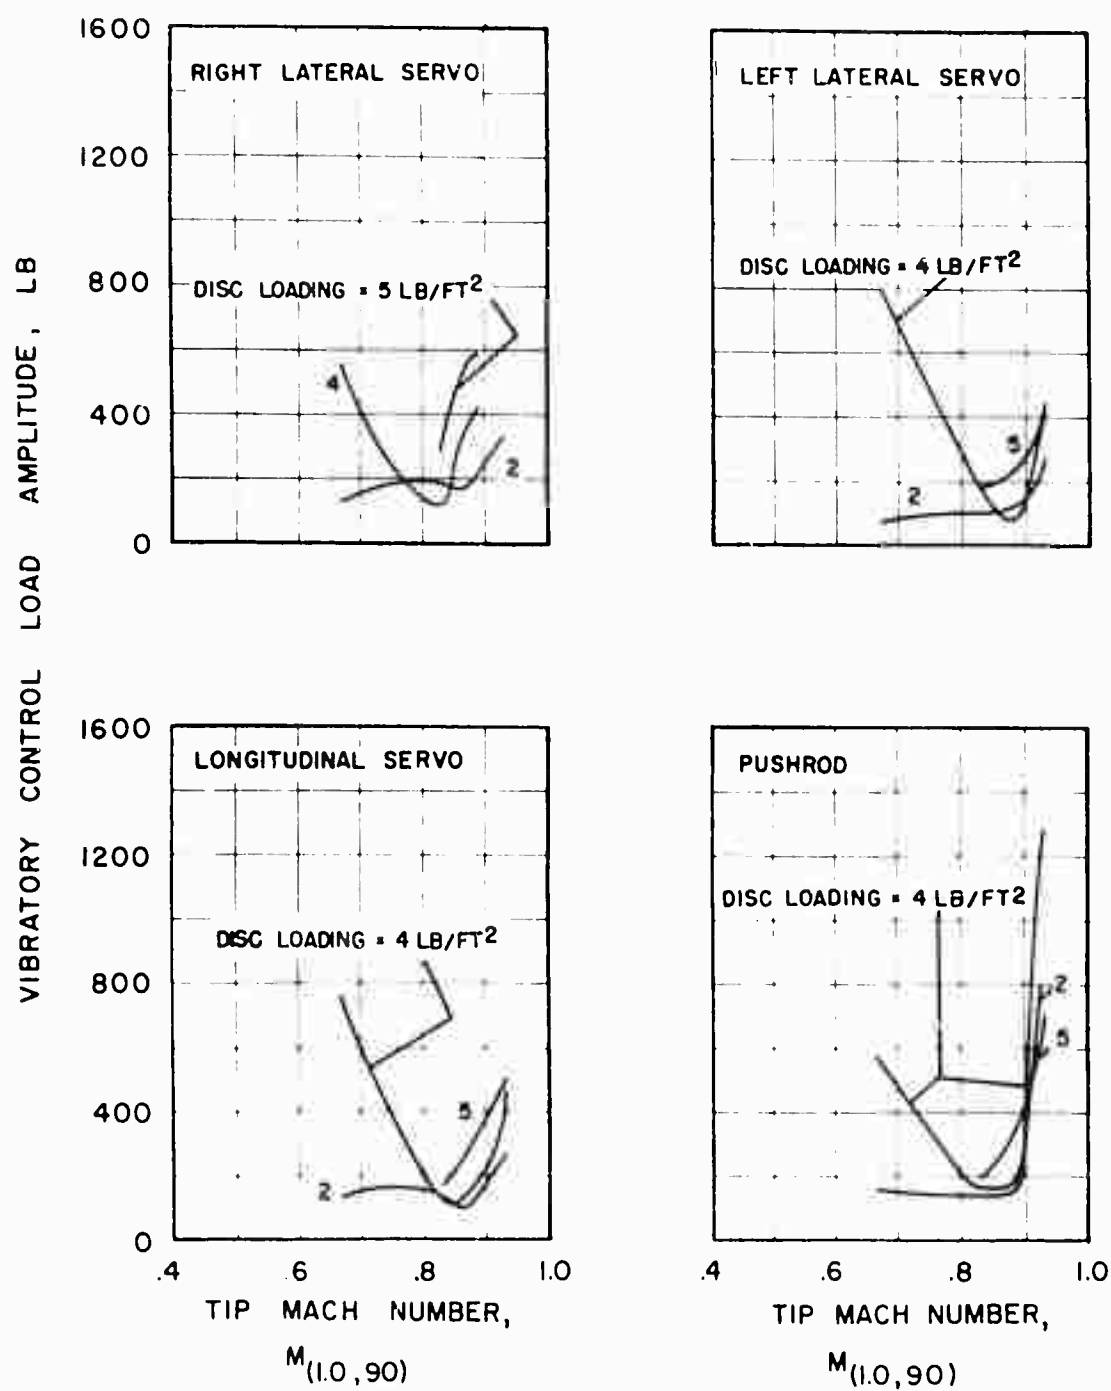 VIBRATORY CONTROL LOAD AMPLITUDE, LB
1600
1200
800
400
0
RIGHT LATERAL SERVO
DISC LOADING = 5 LB/FT2
4
2
LEFT LATERAL SERVO
DISC LOADING = 4 LB/FT2
5
2
1600
1200
800
400
0
LONGITUDINAL SERVO
DISC LOADING = 4 LB/FT2
5
2
.4 .6 .8 1.0
TIP MACH NUMBER,
M(1.0,90)
PUSHROD
DISC LOADING = 4 LB/FT2
2
5
.4 .6 .8 1.0
TIP MACH NUMBER,
M(1.0,90)